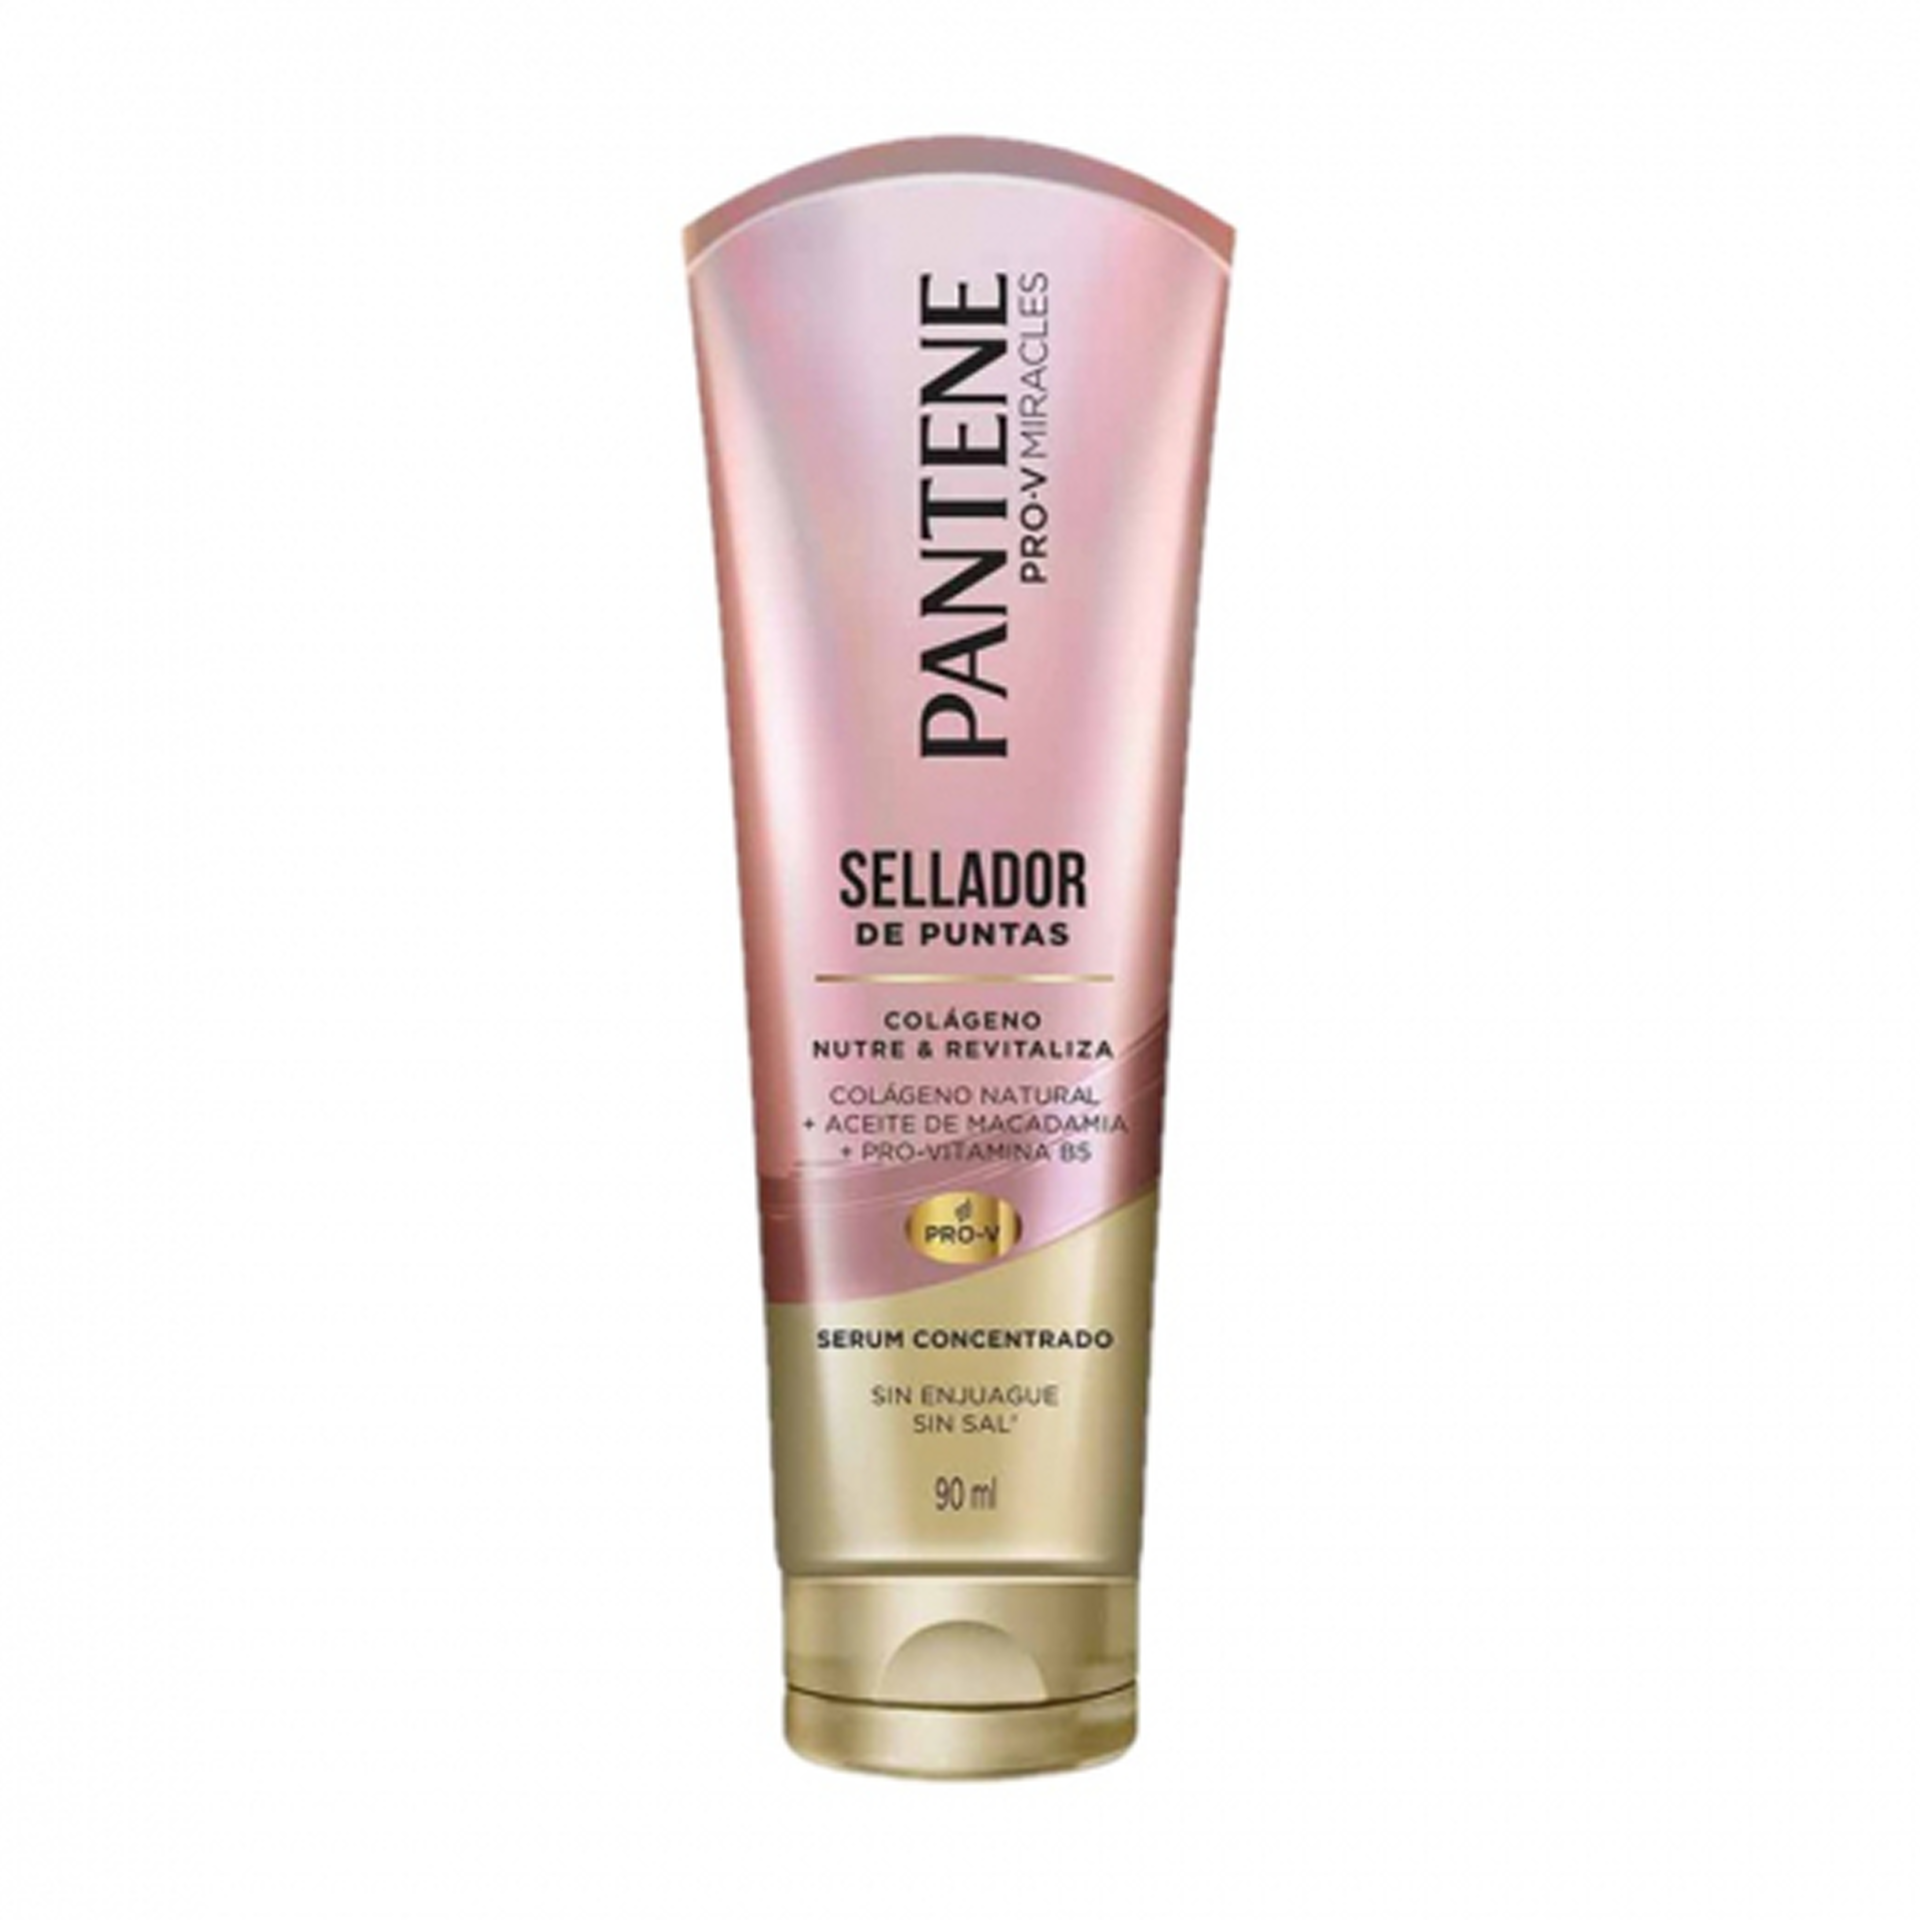 PANTENE
PRO-V MIRACLES
SELLADOR
DE PUNTAS
COLÁGENO
NUTRE & REVITALIZA
COLÁGENO NATURAL
+ ACEITE DE MACADAMIA
+ PRO-VITAMINA B5
PRO-V
SERUM CONCENTRADO
SIN ENJUAGUE
SIN SAL*
90 ml